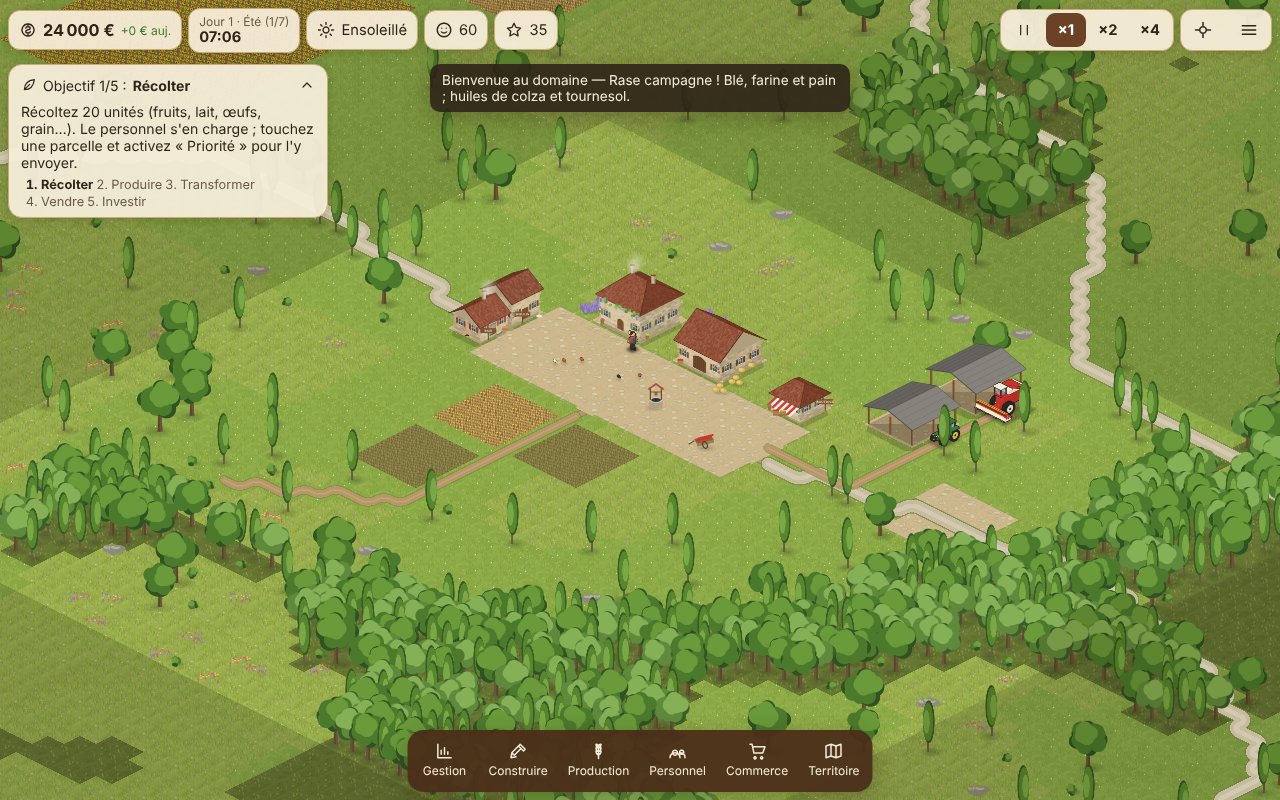 24 000 € +0 € auj.
Jour 1 · Été (1/7)
07:06
Ensoleillé
60
35
×1
×2
×4
Objectif 1/5 : Récolter
Récoltez 20 unités (fruits, lait, œufs,
grain…). Le personnel s'en charge ; touchez
une parcelle et activez « Priorité » pour l'y
envoyer.
1. Récolter 2. Produire 3. Transformer
4. Vendre 5. Investir
Bienvenue au domaine — Rase campagne ! Blé, farine et pain
; huiles de colza et tournesol.
Gestion
Construire
Production
Personnel
Commerce
Territoire